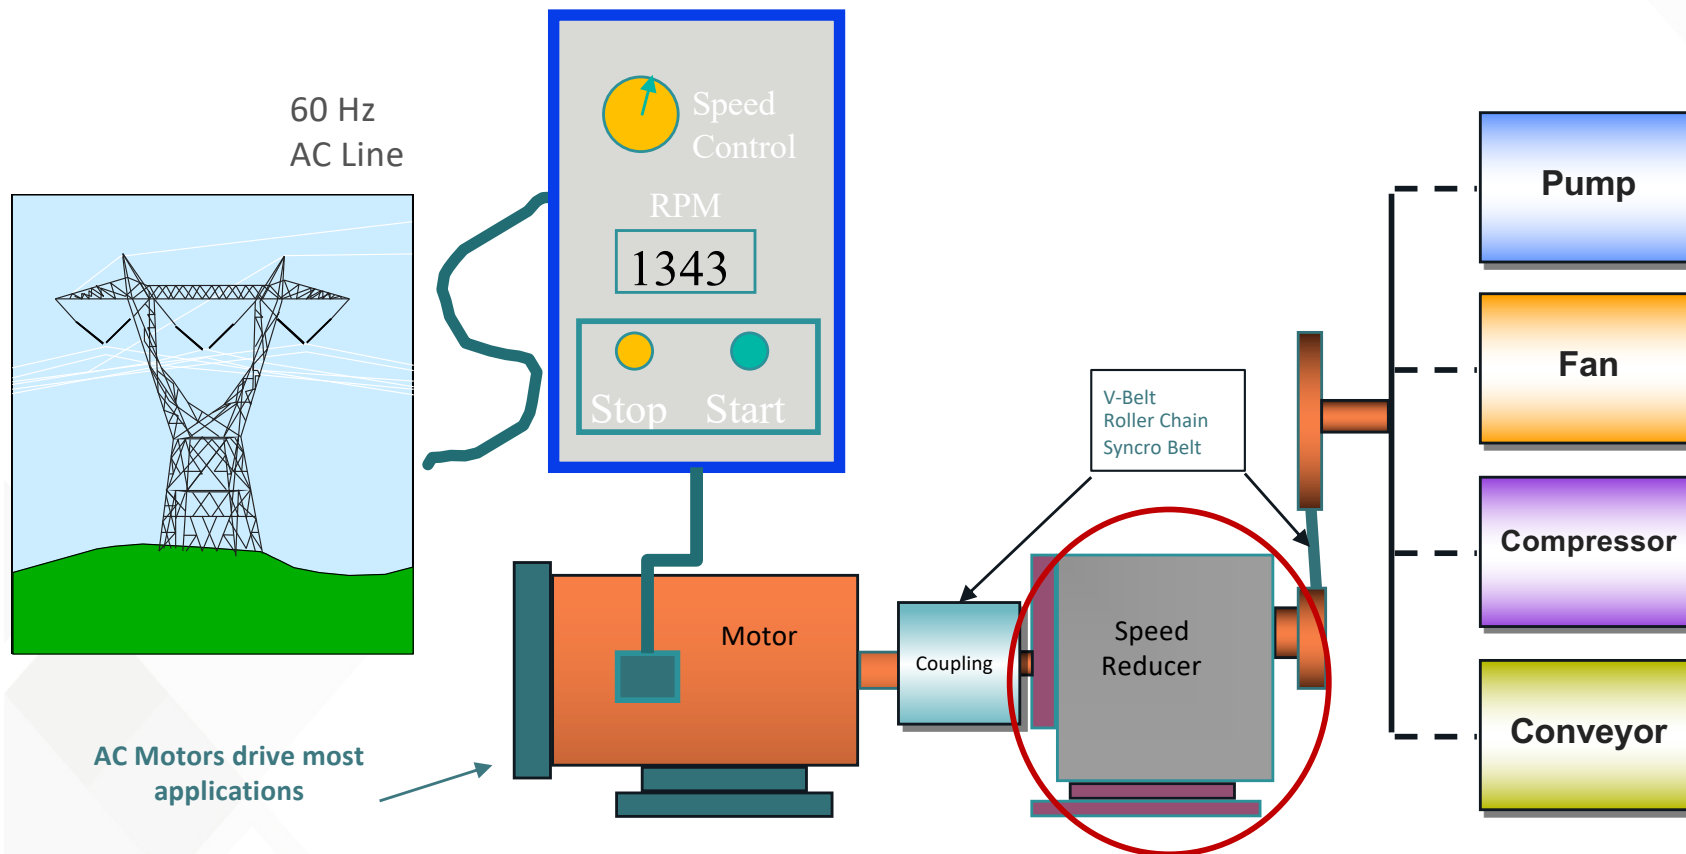 60 Hz
AC Line
Speed
Control
RPM
1343
Stop
Start
V-Belt
Roller Chain
Syncro Belt
Motor
Coupling
Speed
Reducer
AC Motors drive most
applications
Pump
Fan
Compressor
Conveyor